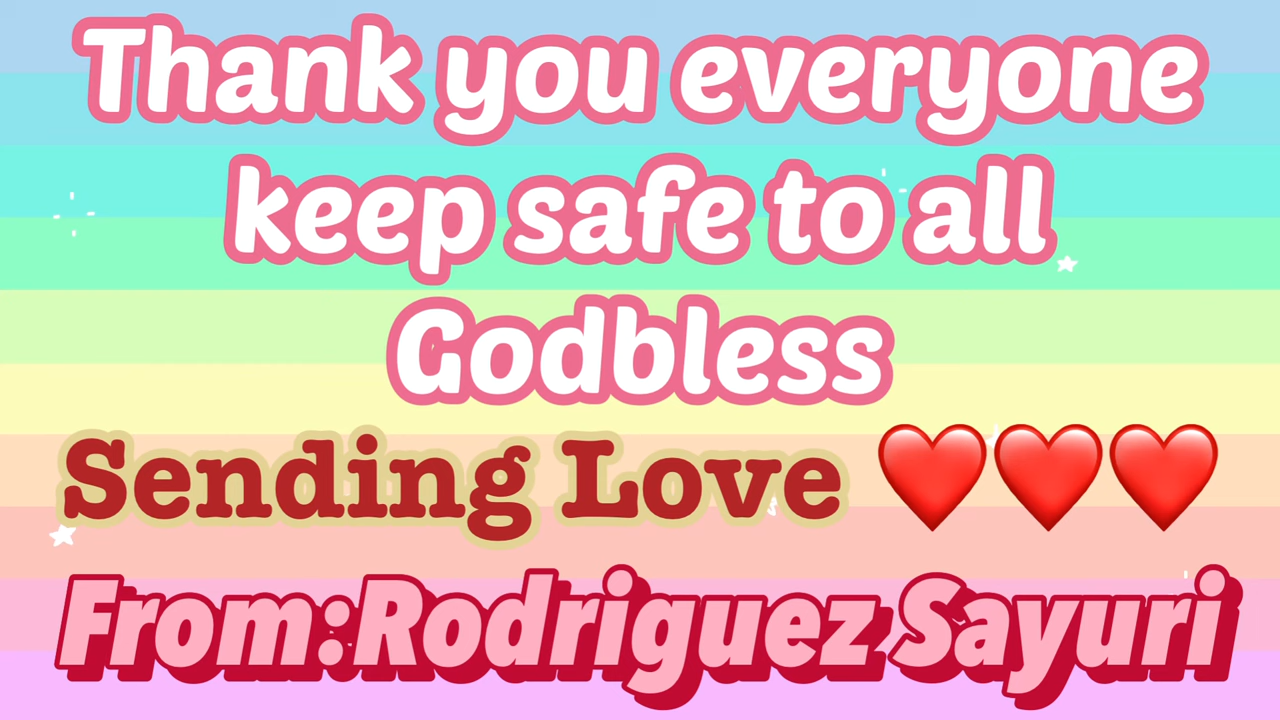 Thank you everyone
keep safe to all
Godbless
Sending Love ❤️❤️❤️
From:Rodriguez Sayuri